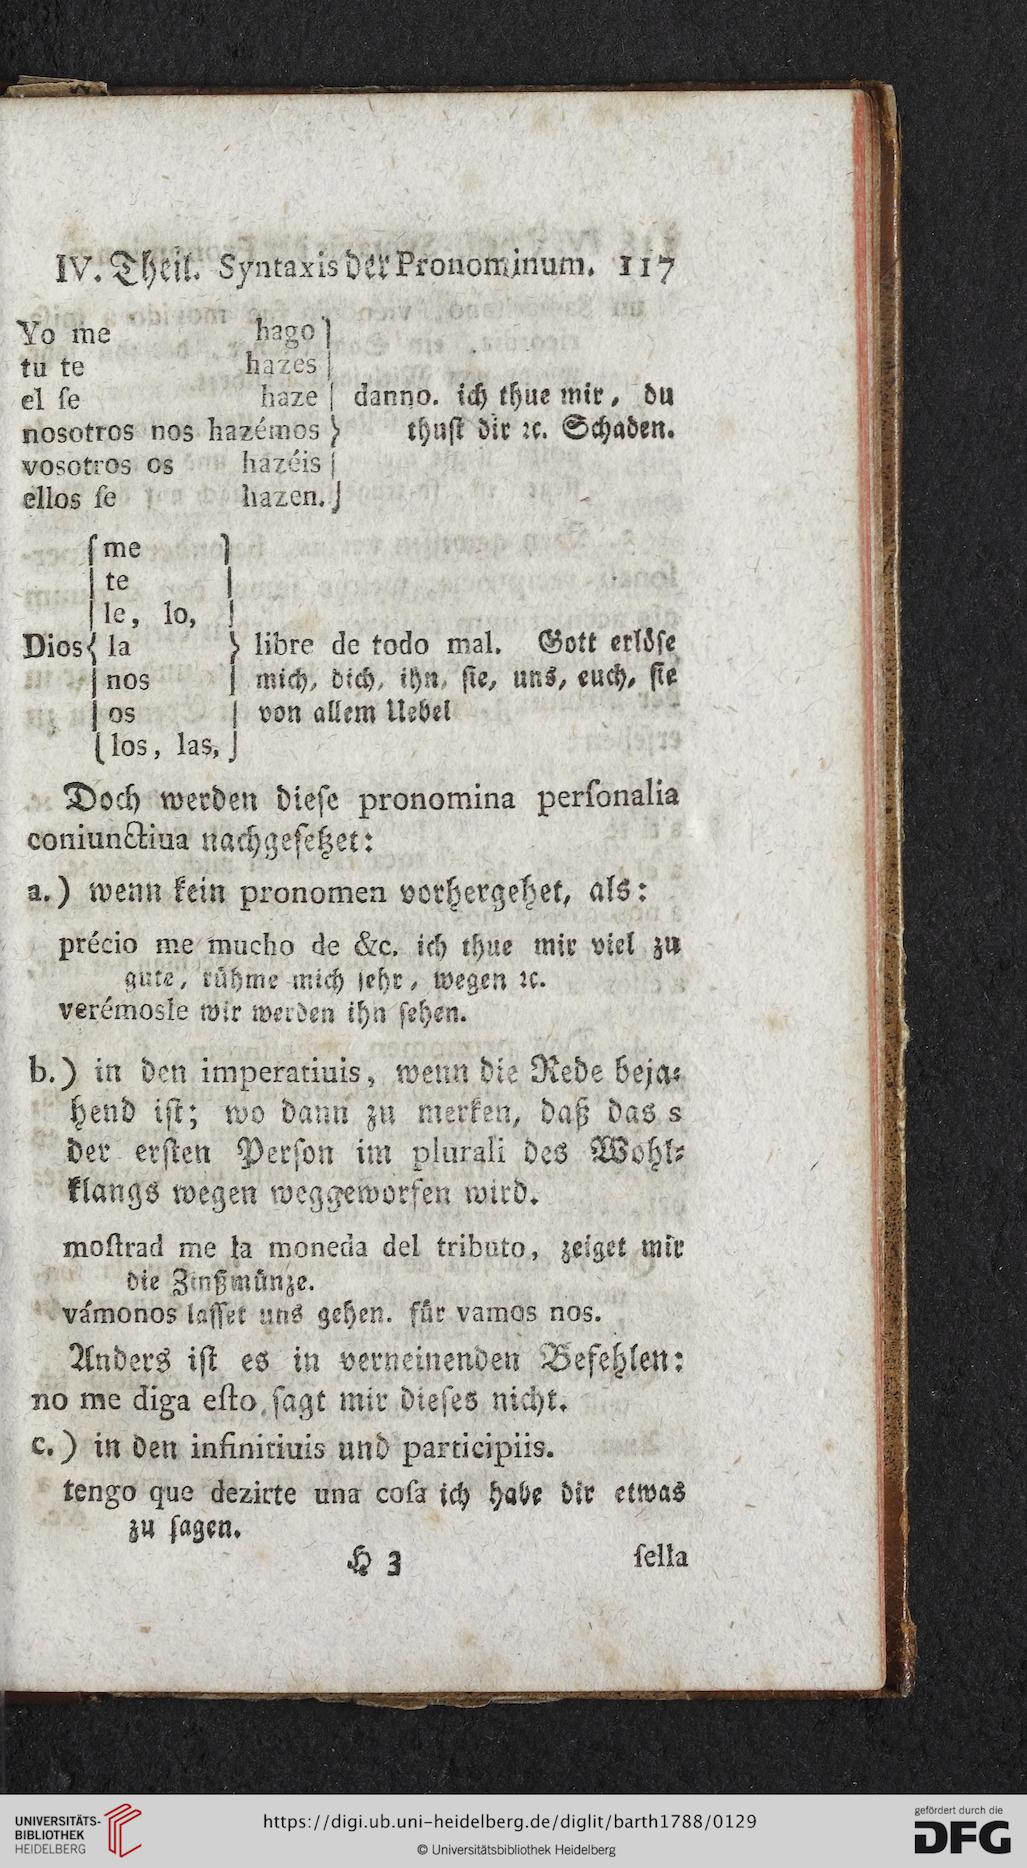 IV. Theil. Syntaxis der Pronominum. 117
Yo me hago
tu te hazes
el ſe haze danno. ich thue mir, du
nosotros nos hazémos } thuſt dir ꝛc. Schaden.
vosotros os hazéis
ellos ſe hazen.
me
te
le, lo,
Dios { la } libre de todo mal. Gott erlöſe
nos mich, dich, ihn, ſie, uns, euch, ſie
os von allem Uebel
los, las,
Doch werden dieſe pronomina perſonalia
coniunctiua nachgeſetzet:
a.) wenn kein pronomen vorhergehet, als:
précio me mucho de &c. ich thue mir viel zu
gute, rühme mich ſehr, wegen ꝛc.
verémosle wir werden ihn ſehen.
b.) in den imperatiuis, wenn die Rede beja⸗
hend iſt; wo dann zu merken, daß das s
der erſten Perſon im plurali des Wohl⸗
klangs wegen weggeworfen wird.
moſtrad me la moneda del tributo, zeiget mir
die Zinßmünze.
vámonos laſſet uns gehen. für vamos nos.
Anders iſt es in verneinenden Befehlen:
no me diga eſto ſagt mir dieſes nicht.
c.) in den infinitiuis und participiis.
tengo que dezirte una coſa ich habe dir etwas
zu ſagen.
H 3 ſella
UNIVERSITÄTS-
BIBLIOTHEK
HEIDELBERG
https://digi.ub.uni-heidelberg.de/diglit/barth1788/0129
© Universitätsbibliothek Heidelberg
gefördert durch die
DFG